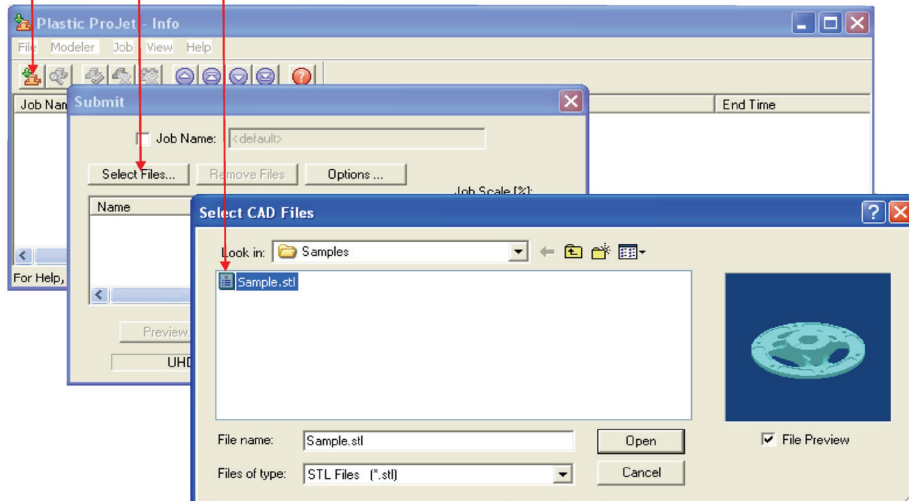 Plastic ProJet - Info
File Modeler Job View Help
Job Nam
End Time
Submit
Job Name: <default>
Select Files... Remove Files Options ...
Job Scale [%]:
Name
For Help,
Preview
UHD
Select CAD Files
Look in: Samples
Sample.stl
File name: Sample.stl Open File Preview
Files of type: STL Files (*.stl) Cancel